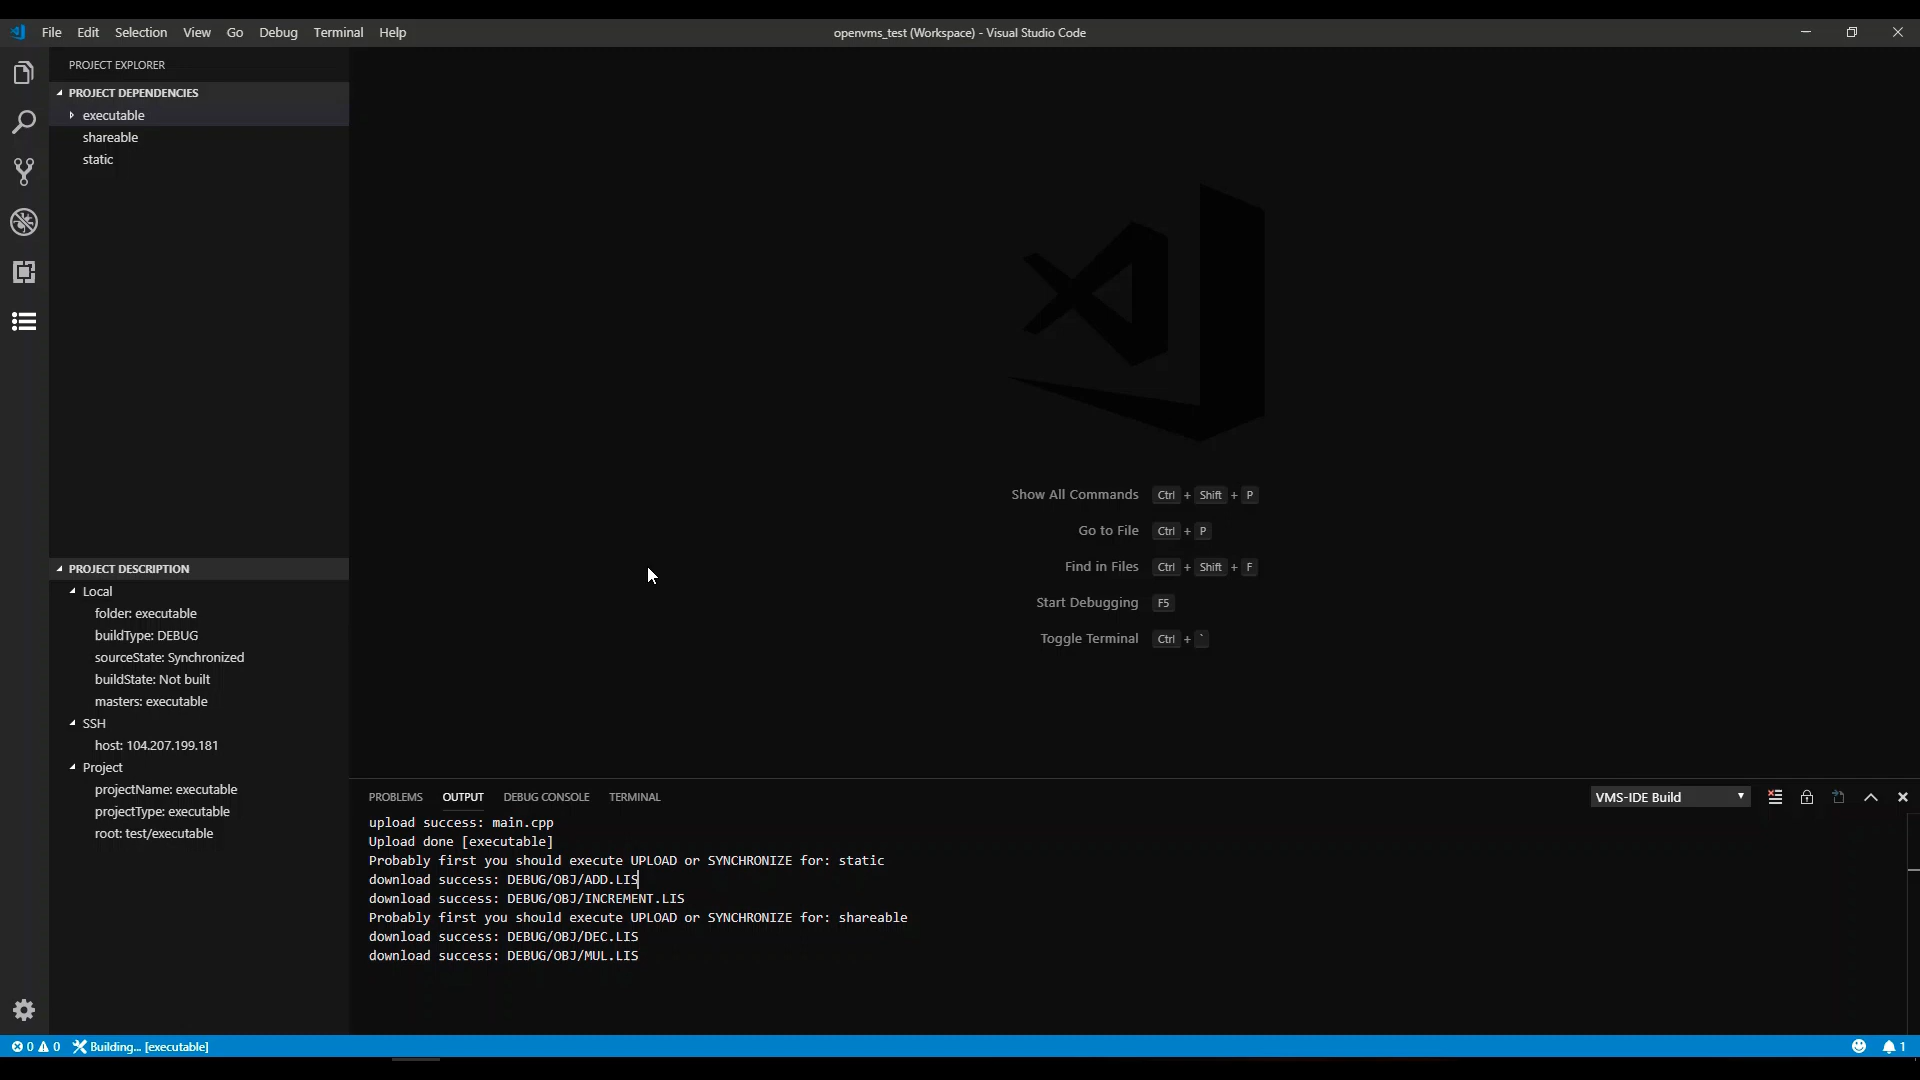 File Edit Selection View Go Debug Terminal Help
openvms_test (Workspace) - Visual Studio Code
PROJECT EXPLORER
PROJECT DEPENDENCIES
executable
shareable
static
Show All Commands Ctrl + Shift + P
Go to File Ctrl + P
Find in Files Ctrl + Shift + F
Start Debugging F5
Toggle Terminal Ctrl + `
PROJECT DESCRIPTION
Local
folder: executable
buildType: DEBUG
sourceState: Synchronized
buildState: Not built
masters: executable
SSH
host: 104.207.199.181
Project
projectName: executable
projectType: executable
root: test/executable
PROBLEMS OUTPUT DEBUG CONSOLE TERMINAL
VMS-IDE Build
upload success: main.cpp
Upload done [executable]
Probably first you should execute UPLOAD or SYNCHRONIZE for: static
download success: DEBUG/OBJ/ADD.LIS
download success: DEBUG/OBJ/INCREMENT.LIS
Probably first you should execute UPLOAD or SYNCHRONIZE for: shareable
download success: DEBUG/OBJ/DEC.LIS
download success: DEBUG/OBJ/MUL.LIS
0 0 Building... [executable]
1